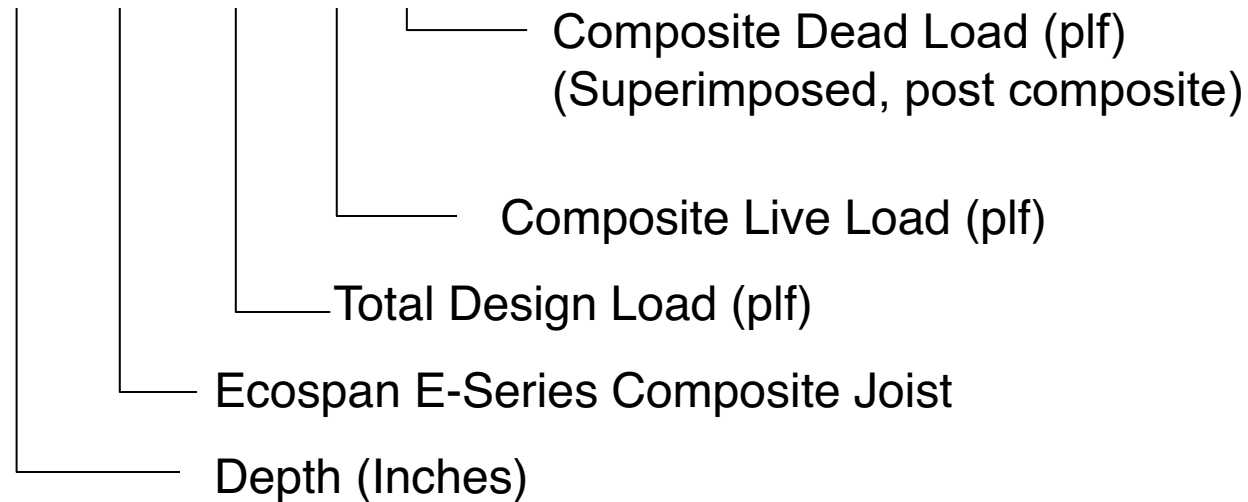 Composite Dead Load (plf)
(Superimposed, post composite)
Composite Live Load (plf)
Total Design Load (plf)
Ecospan E-Series Composite Joist
Depth (Inches)